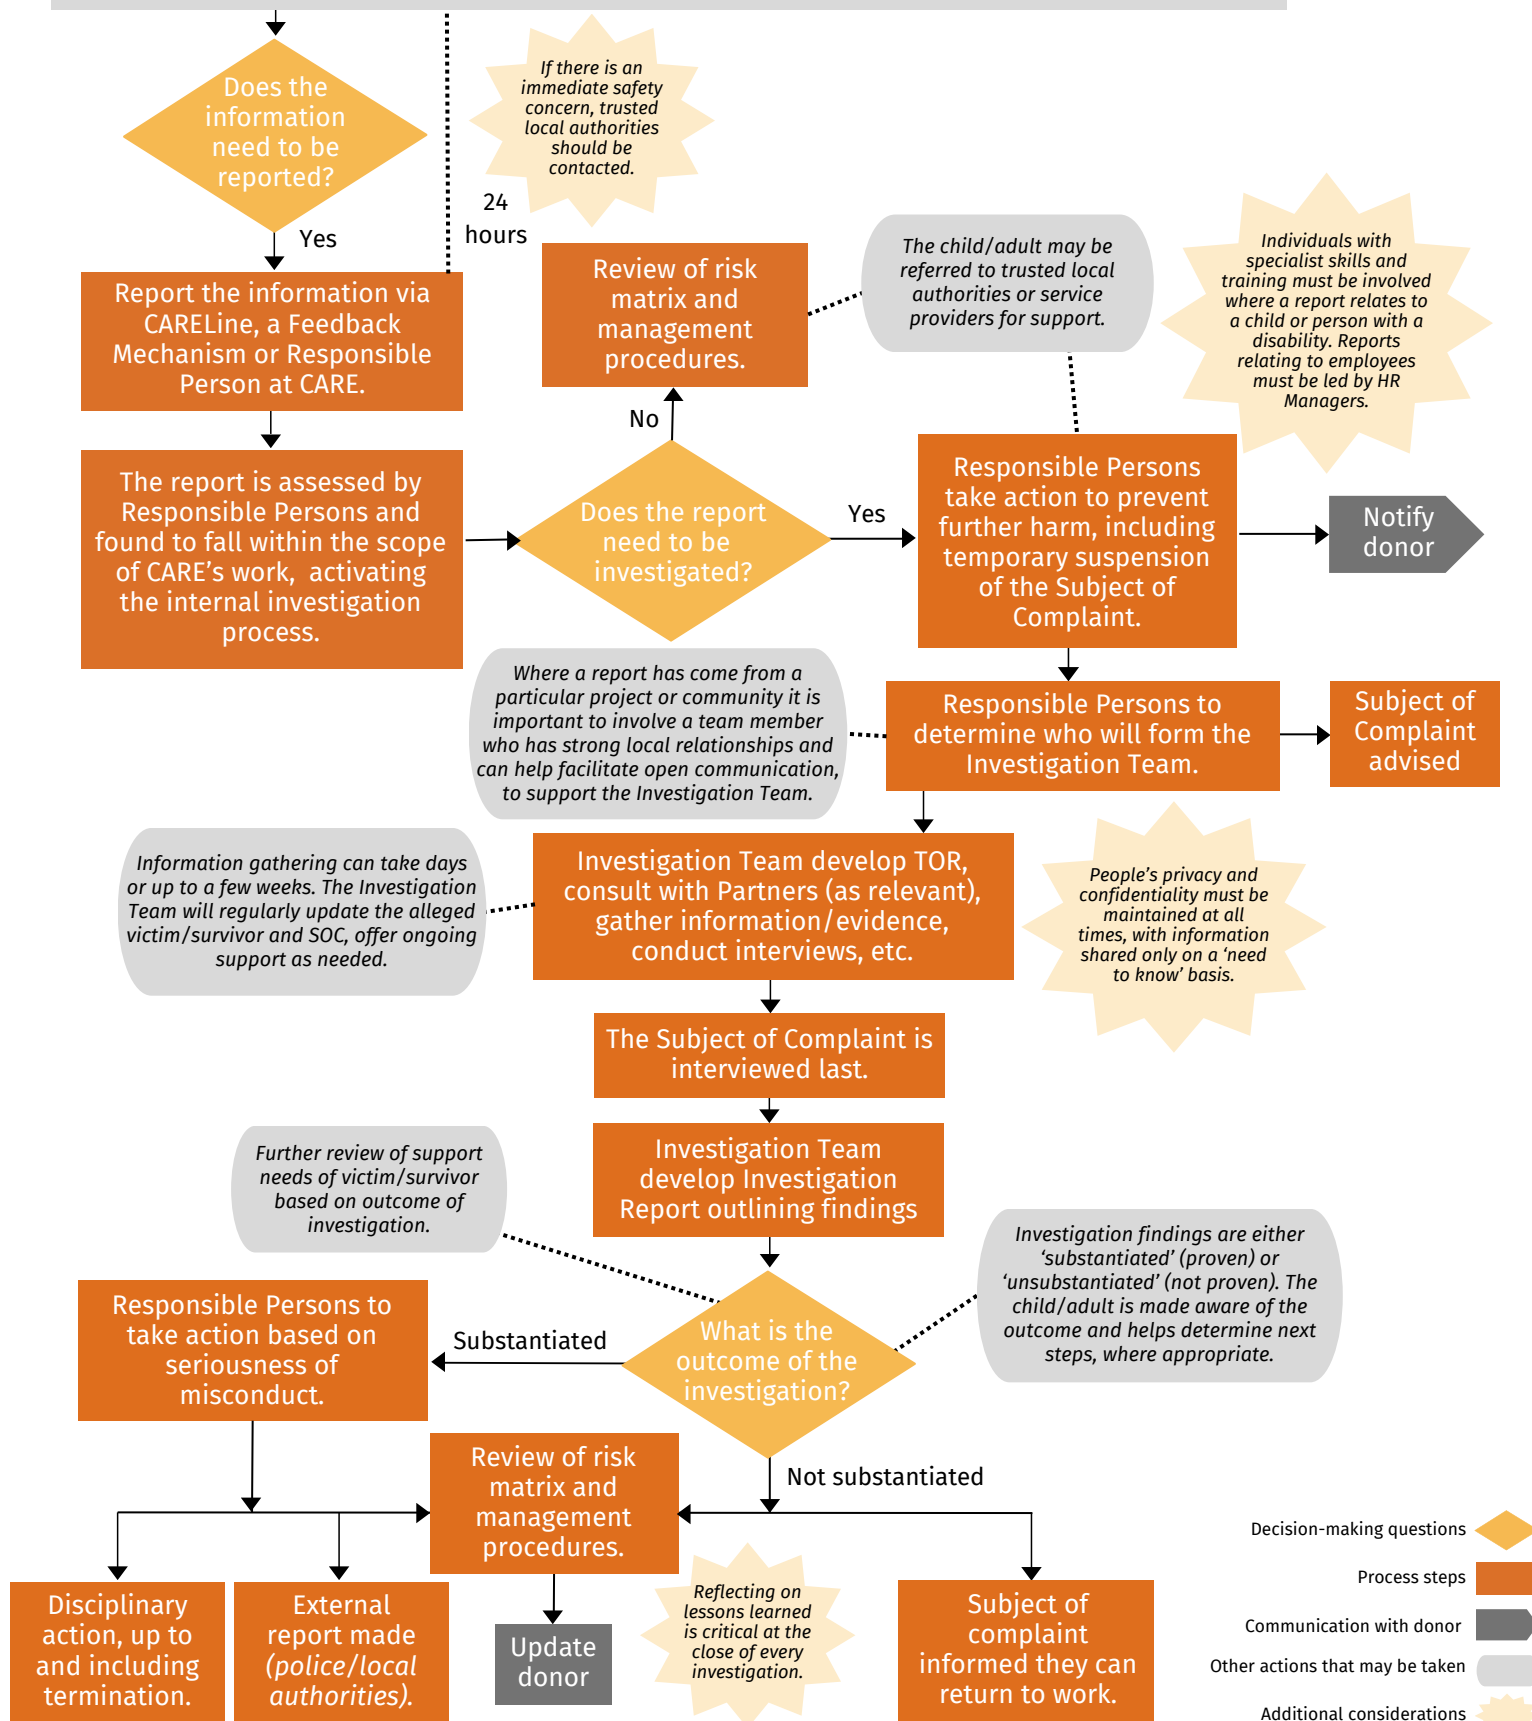 Does the
information
need to be
reported?
If there is an
immediate safety
concern, trusted
local authorities
should be
contacted.
24
hours
Yes
Report the information via
CARELine, a Feedback
Mechanism or Responsible
Person at CARE.
Review of risk
matrix and
management
procedures.
The child/adult may be
referred to trusted local
authorities or service
providers for support.
Individuals with
specialist skills and
training must be involved
where a report relates to
a child or person with a
disability. Reports
relating to employees
must be led by HR
Managers.
No
The report is assessed by
Responsible Persons and
found to fall within the scope
of CARE's work, activating
the internal investigation
process.
Does the report
need to be
investigated?
Yes
Responsible Persons
take action to prevent
further harm, including
temporary suspension
of the Subject of
Complaint.
Notify
donor
Where a report has come from a
particular project or community it is
important to involve a team member
who has strong local relationships and
can help facilitate open communication,
to support the Investigation Team.
Responsible Persons to
determine who will form the
Investigation Team.
Subject of
Complaint
advised
Information gathering can take days
or up to a few weeks. The Investigation
Team will regularly update the alleged
victim/survivor and SOC, offer ongoing
support as needed.
Investigation Team develop TOR,
consult with Partners (as relevant),
gather information/evidence,
conduct interviews, etc.
People's privacy and
confidentiality must be
maintained at all
times, with information
shared only on a 'need
to know' basis.
The Subject of Complaint is
interviewed last.
Investigation Team
develop Investigation
Report outlining findings
Further review of support
needs of victim/survivor
based on outcome of
investigation.
Investigation findings are either
'substantiated' (proven) or
'unsubstantiated' (not proven). The
child/adult is made aware of the
outcome and helps determine next
steps, where appropriate.
What is the
outcome of the
investigation?
Substantiated
Responsible Persons to
take action based on
seriousness of
misconduct.
Not substantiated
Review of risk
matrix and
management
procedures.
Disciplinary
action, up to
and including
termination.
External
report made
(police/local
authorities).
Update
donor
Reflecting on
lessons learned
is critical at the
close of every
investigation.
Subject of
complaint
informed they can
return to work.
Decision-making questions
Process steps
Communication with donor
Other actions that may be taken
Additional considerations